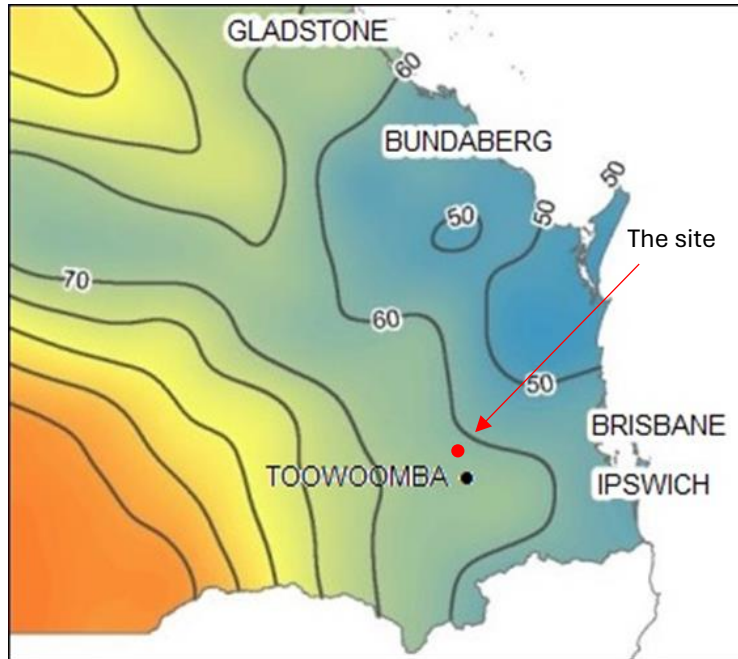 GLADSTONE
60
BUNDABERG
50
50
50
The site
70
60
50
BRISBANE
TOOWOOMBA
IPSWICH